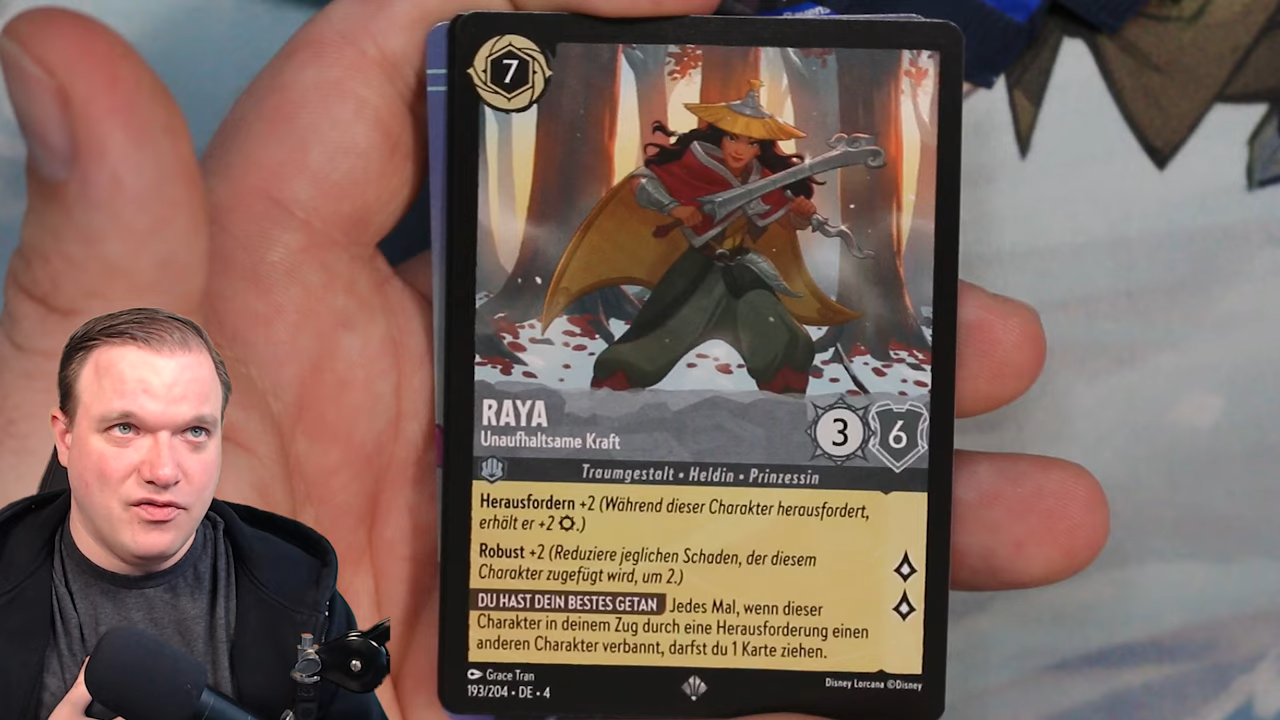 7
RAYA
Unaufhaltsame Kraft
3
6
Traumgestalt • Heldin • Prinzessin
Herausfordern +2 (Während dieser Charakter herausfordert,
erhält er +2 .)
Robust +2 (Reduziere jeglichen Schaden, der diesem
Charakter zugefügt wird, um 2.)
DU HAST DEIN BESTES GETAN Jedes Mal, wenn dieser
Charakter in deinem Zug durch eine Herausforderung einen
anderen Charakter verbannt, darfst du 1 Karte ziehen.
Grace Tran
193/204 • DE • 4
Disney Lorcana ©Disney